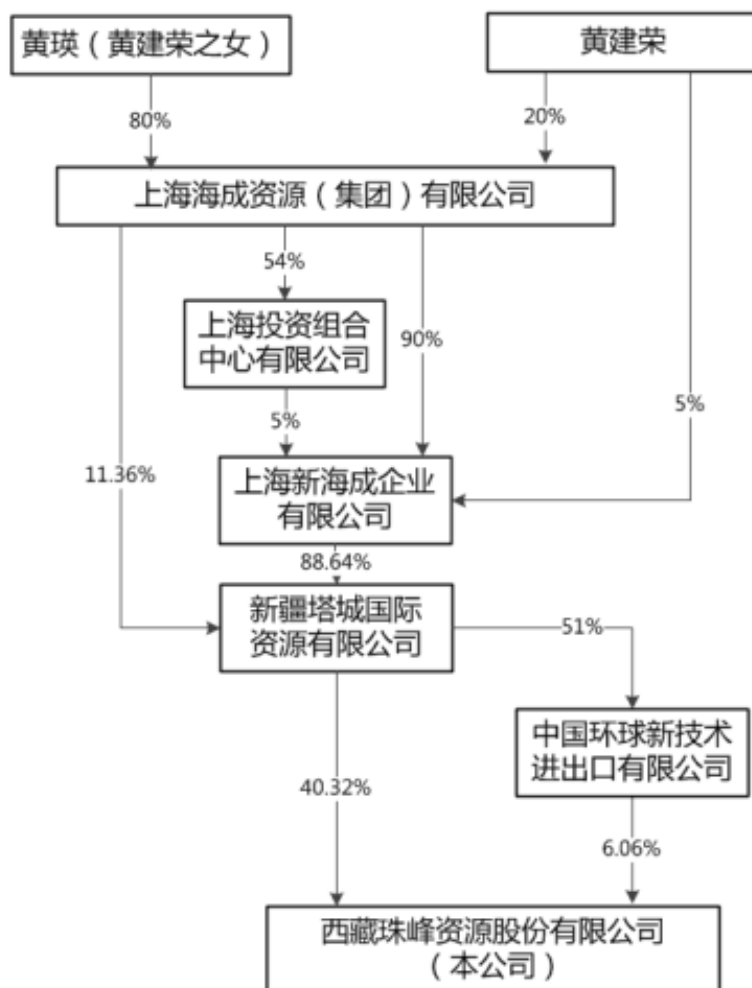 黄瑛（黄建荣之女）
黄建荣
80%
20%
上海海成资源（集团）有限公司
54%
上海投资组合
中心有限公司
90%
5%
5%
11.36%
上海新海成企业
有限公司
88.64%
新疆塔城国际
资源有限公司
51%
中国环球新技术
进出口有限公司
40.32%
6.06%
西藏珠峰资源股份有限公司
（本公司）